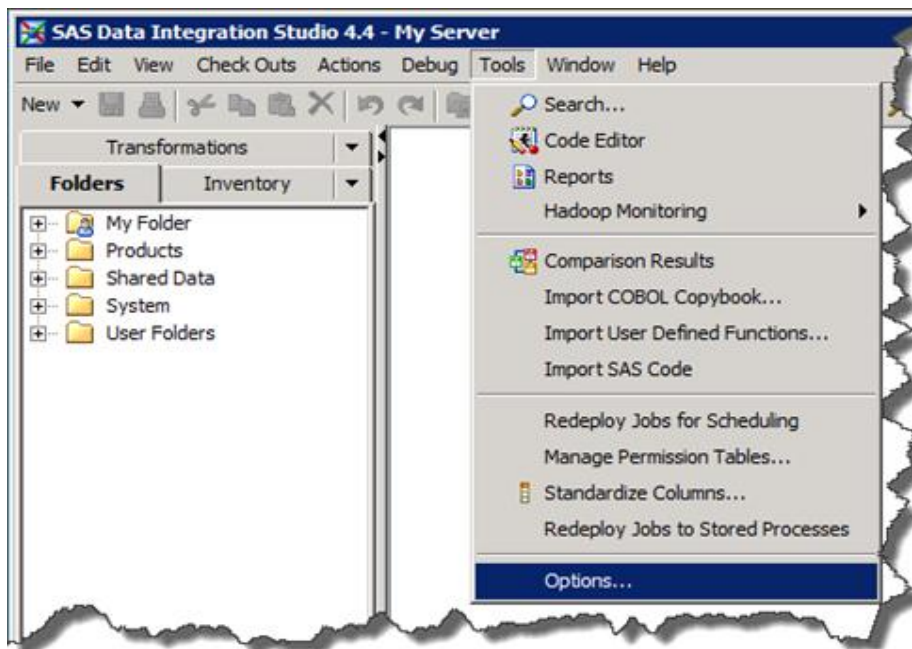 SAS Data Integration Studio 4.4 - My Server
File Edit View Check Outs Actions Debug Tools Window Help
New
Transformations
Folders Inventory
My Folder
Products
Shared Data
System
User Folders
Search...
Code Editor
Reports
Hadoop Monitoring
Comparison Results
Import COBOL Copybook...
Import User Defined Functions...
Import SAS Code
Redeploy Jobs for Scheduling
Manage Permission Tables...
Standardize Columns...
Redeploy Jobs to Stored Processes
Options...